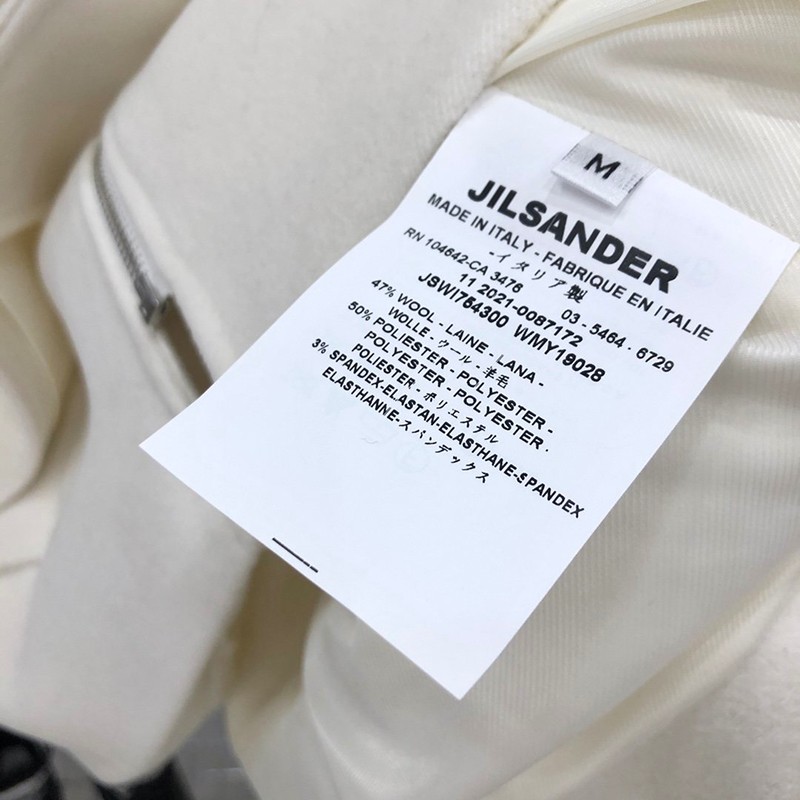 M
JILSANDER
MADE IN ITALY - FABRIQUE EN ITALIE
-イタリア製
RN 104642-CA 3476 03 - 5464 . 6729
11 2021-0087172
JSWI754300 WMY19028
47% WOOL - LAINE - LANA -
WOLLE - ウール - 羊毛
50% POLIESTER - POLYESTER -
POLYESTER - POLYESTER .
POLIESTER - ポリエステル
3% SPANDEX-ELASTAN-ELASTHANE-SPANDEX
ELASTHANNE-スパンデックス